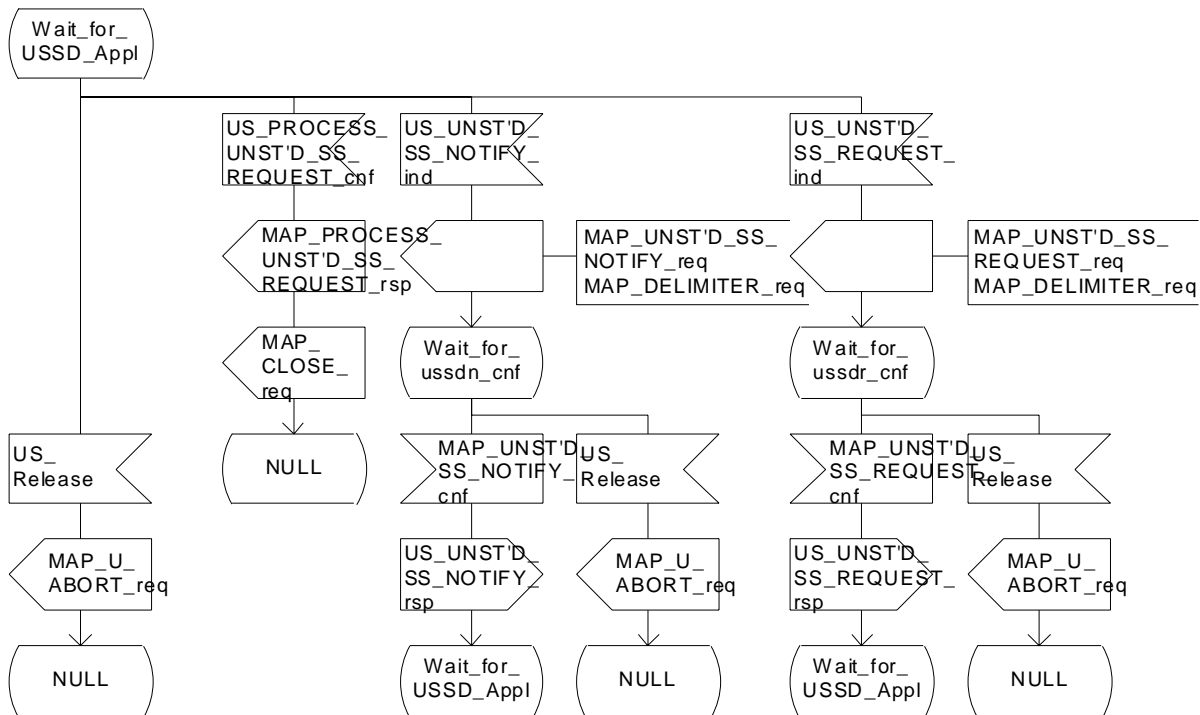 Wait_for_
USSD_Appl
US_PROCESS_
UNST'D_SS_
REQUEST_cnf
US_UNST'D_
SS_NOTIFY_
ind
US_UNST'D_
SS_REQUEST_
ind
MAP_PROCESS_
UNST'D_SS_
REQUEST_rsp
MAP_UNST'D_SS_
NOTIFY_req
MAP_DELIMITER_req
MAP_UNST'D_SS_
REQUEST_req
MAP_DELIMITER_req
MAP_
CLOSE_
req
Wait_for_
ussdn_cnf
Wait_for_
ussdr_cnf
US_
Release
NULL
MAP_UNST'D_
SS_NOTIFY_
cnf
US_
Release
MAP_UNST'D_
SS_REQUEST_
cnf
US_
Release
MAP_U_
ABORT_req
US_UNST'D_
SS_NOTIFY_
rsp
MAP_U_
ABORT_req
US_UNST'D_
SS_REQUEST_
rsp
MAP_U_
ABORT_req
NULL
Wait_for_
USSD_Appl
NULL
Wait_for_
USSD_Appl
NULL